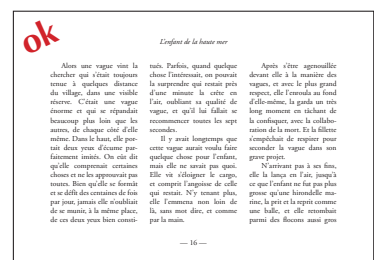 ok
L'enfant de la haute mer
Alors une vague vint la
chercher qui s'était toujours
tenue à quelques distance
du village, dans une visible
réserve. C'était une vague
énorme et qui se répandait
beaucoup plus loin que les
autres, de chaque côté d'elle
même. Dans le haut, elle por-
tait deux yeux d'écume par-
faitement imités. On eût dit
qu'elle comprenait certaines
choses et ne les approuvait pas
toutes. Bien qu'elle se formât
et se défît des centaines de fois
par jour, jamais elle n'oubliait
de se munir, à la même place,
de ces deux yeux bien consti-
tués. Parfois, quand quelque
chose l'intéressait, on pouvait
la surprendre qui restait près
d'une minute la crête en
l'air, oubliant sa qualité de
vague, et qu'il lui fallait se
recommencer toutes les sept
secondes.
Il y avait longtemps que
cette vague aurait voulu faire
quelque chose pour l'enfant,
mais elle ne savait pas quoi.
Elle vit s'éloigner le cargo,
et comprit l'angoisse de celle
qui restait. N'y tenant plus,
elle l'emmena non loin de
là, sans mot dire, et comme
par la main.
Après s'être agenouillée
devant elle à la manière des
vagues, et avec le plus grand
respect, elle l'enroula au fond
d'elle-même, la garda un très
long moment en tâchant de
la confisquer, avec la collabo-
ration de la mort. Et la fillette
s'empêchait de respirer pour
seconder la vague dans son
grave projet.
N'arrivant pas à ses fins,
elle la lança en l'air, jusqu'à
ce que l'enfant ne fut pas plus
grosse qu'une hirondelle ma-
rine, la prit et la reprit comme
une balle, et elle retombait
parmi des flocons aussi gros
— 16 —